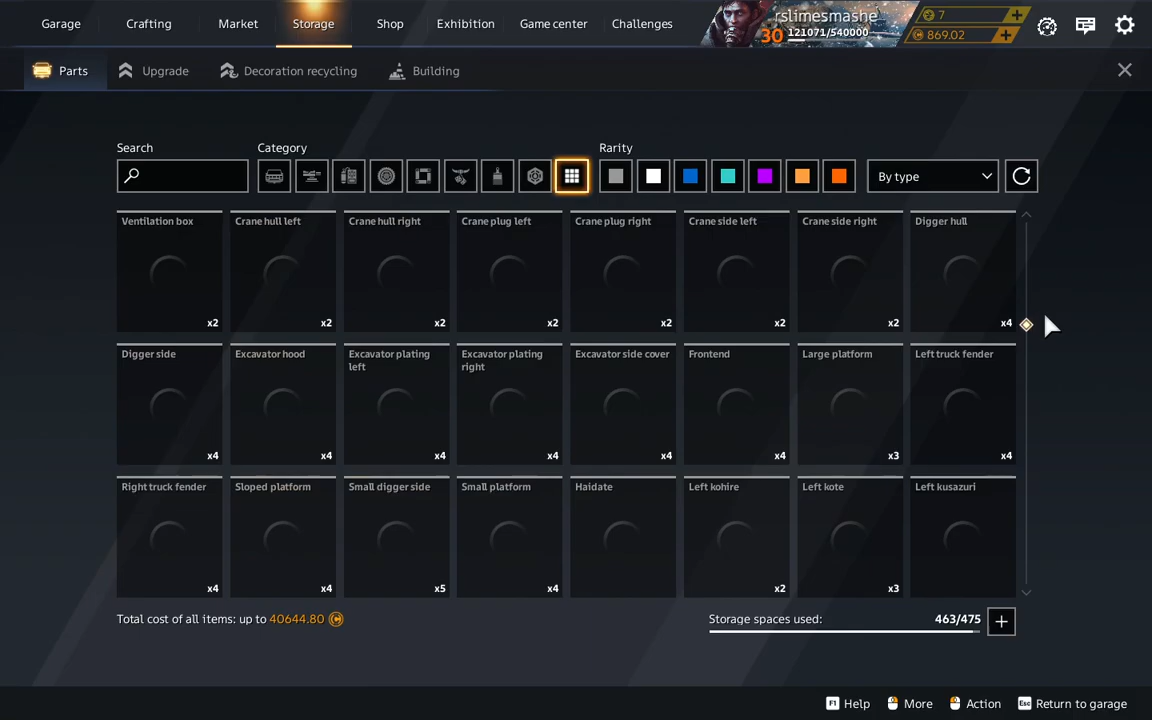 Garage Crafting Market Storage Shop Exhibition Game center Challenges
rslimesmashe
30 121071/540000
7
869.02
Parts Upgrade Decoration recycling Building
Search Category Rarity
By type
Ventilation box Crane hull left Crane hull right Crane plug left Crane plug right Crane side left Crane side right Digger hull
x2 x2 x2 x2 x2 x2 x2 x4
Digger side Excavator hood Excavator plating left Excavator plating right Excavator side cover Frontend Large platform Left truck fender
x4 x4 x4 x4 x4 x4 x3 x4
Right truck fender Sloped platform Small digger side Small platform Haidate Left kohire Left kote Left kusazuri
x4 x4 x5 x4 x2 x3
Total cost of all items: up to 40644.80
Storage spaces used: 463/475
F1 Help More Action Esc Return to garage